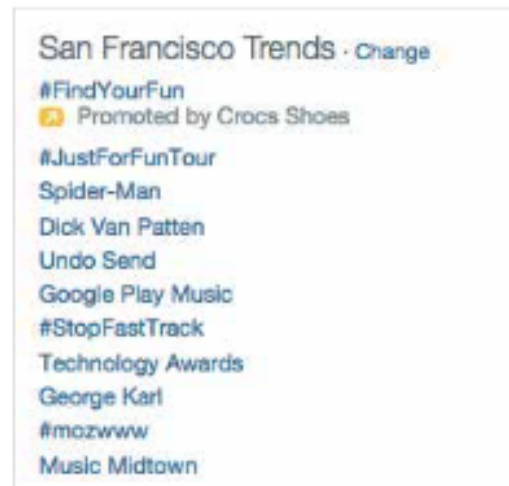 San Francisco Trends · Change
#FindYourFun
Promoted by Crocs Shoes
#JustForFunTour
Spider-Man
Dick Van Patten
Undo Send
Google Play Music
#StopFastTrack
Technology Awards
George Karl
#mozwww
Music Midtown